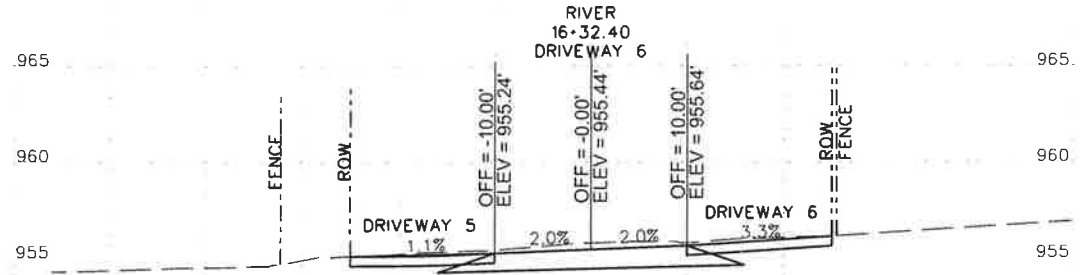 RIVER
16+32.40
DRIVEWAY 6
965
965
OFF = -10.00'
ELEV = 955.24'
OFF = -0.00'
ELEV = 955.44'
OFF = 10.00'
ELEV = 955.64'
FENCE
ROW
ROW
FENCE
960
960
DRIVEWAY 5
DRIVEWAY 6
1.1%
2.0%
2.0%
3.3%
955
955